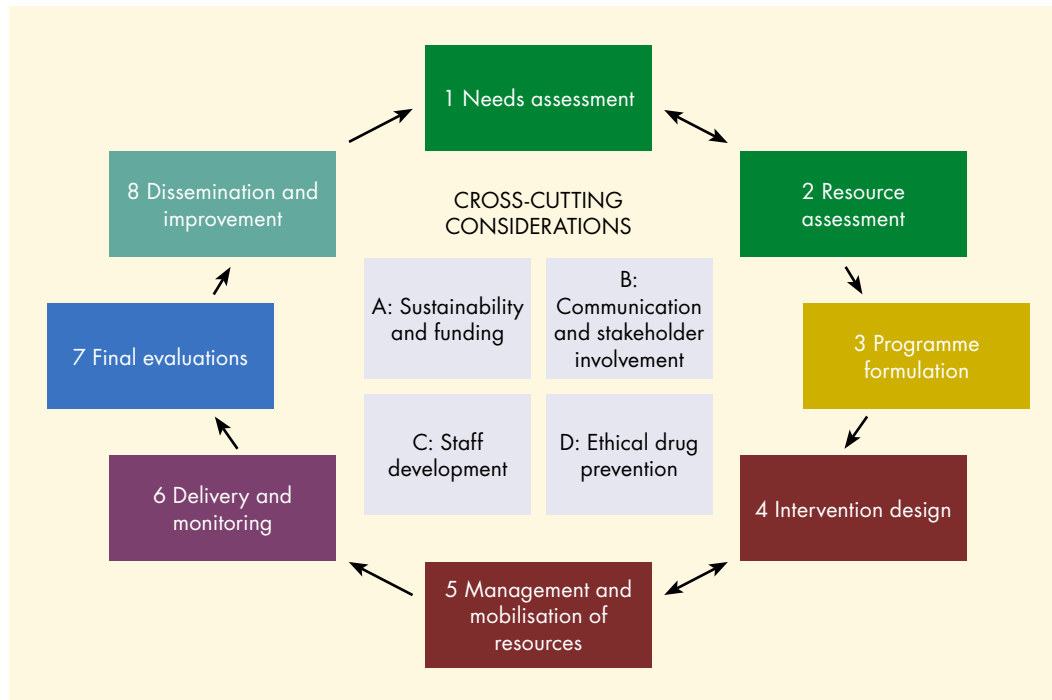 1 Needs assessment
2 Resource
assessment
3 Programme
formulation
4 Intervention design
5 Management and
mobilisation of
resources
6 Delivery and
monitoring
7 Final evaluations
8 Dissemination and
improvement
CROSS-CUTTING
CONSIDERATIONS
A: Sustainability
and funding
B:
Communication
and stakeholder
involvement
C: Staff
development
D: Ethical drug
prevention